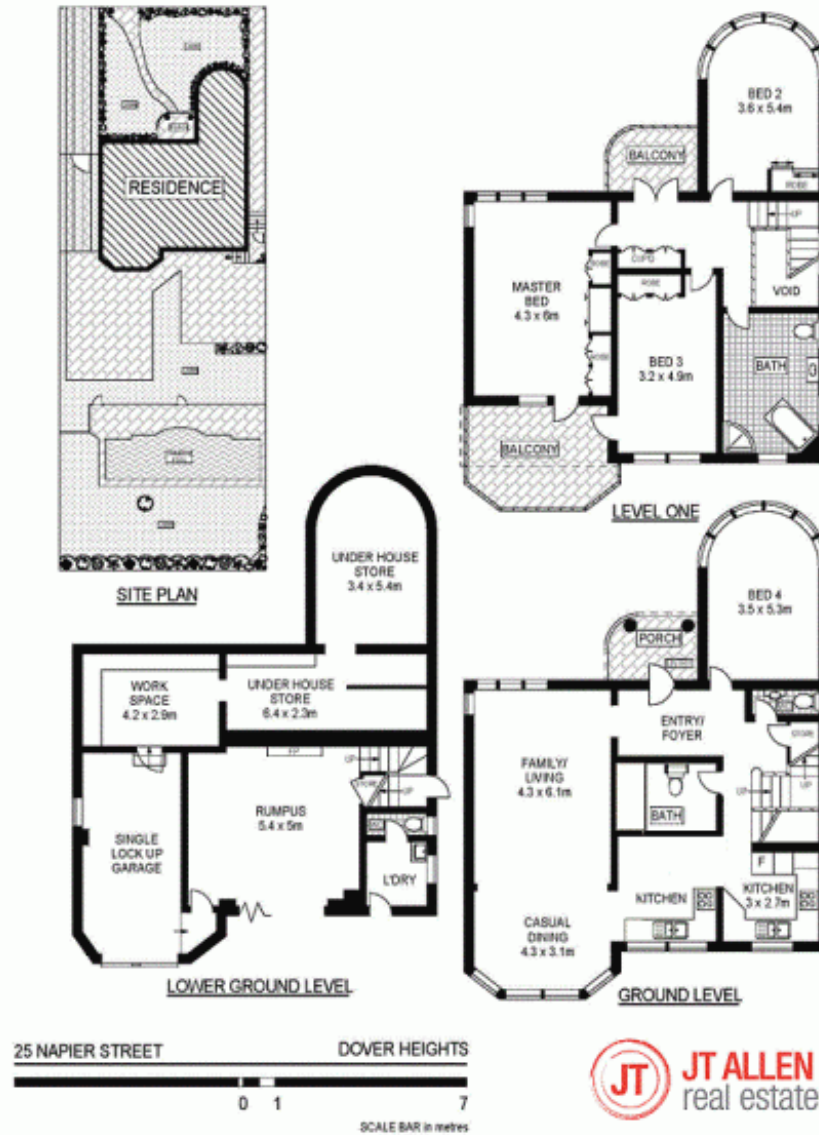 RESIDENCE
SITE PLAN
BED 2
3.6 x 5.4m
ROBE
BALCONY
UP
CUPD
ROBE
ROBE
VOID
MASTER
BED
4.3 x 6m
ROBE
BED 3
3.2 x 4.9m
BATH
BALCONY
LEVEL ONE
UNDER HOUSE
STORE
3.4 x 5.4m
WORK
SPACE
4.2 x 2.9m
UNDER HOUSE
STORE
6.4 x 2.3m
FP
UP
STORE
UP
RUMPUS
5.4 x 5m
SINGLE
LOCK UP
GARAGE
L'DRY
LOWER GROUND LEVEL
BED 4
3.5 x 5.3m
PORCH
ENTRY/
FOYER
STORE
FAMILY/
LIVING
4.3 x 6.1m
UP
UP
BATH
F
KITCHEN
KITCHEN
3 x 2.7m
CASUAL
DINING
4.3 x 3.1m
GROUND LEVEL
25 NAPIER STREET
DOVER HEIGHTS
0 1 7
SCALE BAR in metres
JT
JT ALLEN
real estate